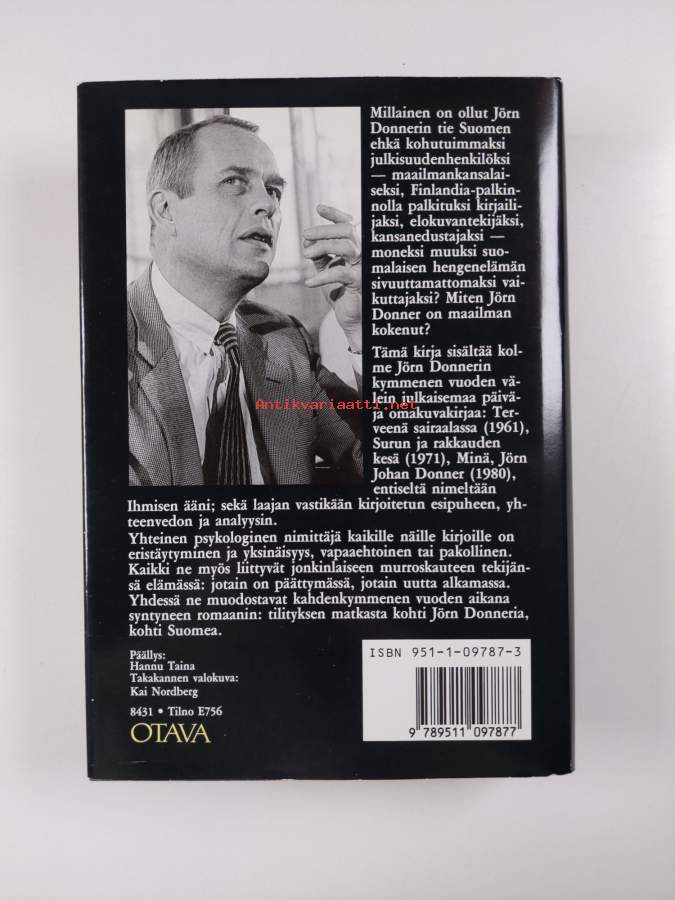 Millainen on ollut Jörn
Donnerin tie Suomen
ehkä kohutuimmaksi
julkisuudenhenkilöksi
— maailmankansalai-
seksi, Finlandia-palkin-
nolla palkituksi kirjaili-
jaksi, elokuvantekijäksi,
kansanedustajaksi —
moneksi muuksi suo-
malaisen hengenelämän
sivuuttamattomaksi vai-
kuttajaksi? Miten Jörn
Donner on maailman
kokenut?
Tämä kirja sisältää kol-
me Jörn Donnerin
kymmenen vuoden vä-
lein julkaisemaa päivä-
ja omakuvakirjaa: Ter-
veenä sairaalassa (1961),
Surun ja rakkauden
kesä (1971), Minä, Jörn
Johan Donner (1980),
entiseltä nimeltään
Ihmisen ääni; sekä laajan vastikään kirjoitetun esipuheen, yh-
teenvedon ja analyysin.
Yhteinen psykologinen nimittäjä kaikille näille kirjoille on
eristäytyminen ja yksinäisyys, vapaaehtoinen tai pakollinen.
Kaikki ne myös liittyvät jonkinlaiseen murroskauteen tekijän-
sä elämässä: jotain on päättymässä, jotain uutta alkamassa.
Yhdessä ne muodostavat kahdenkymmenen vuoden aikana
syntyneen romaanin: tilityksen matkasta kohti Jörn Donneria,
kohti Suomea.
Päällys:
Hannu Taina
Takakannen valokuva:
Kai Nordberg
8431 • Tilno E756
OTAVA
ISBN 951-1-09787-3
9 789511 097877
Antikvariaatti.net